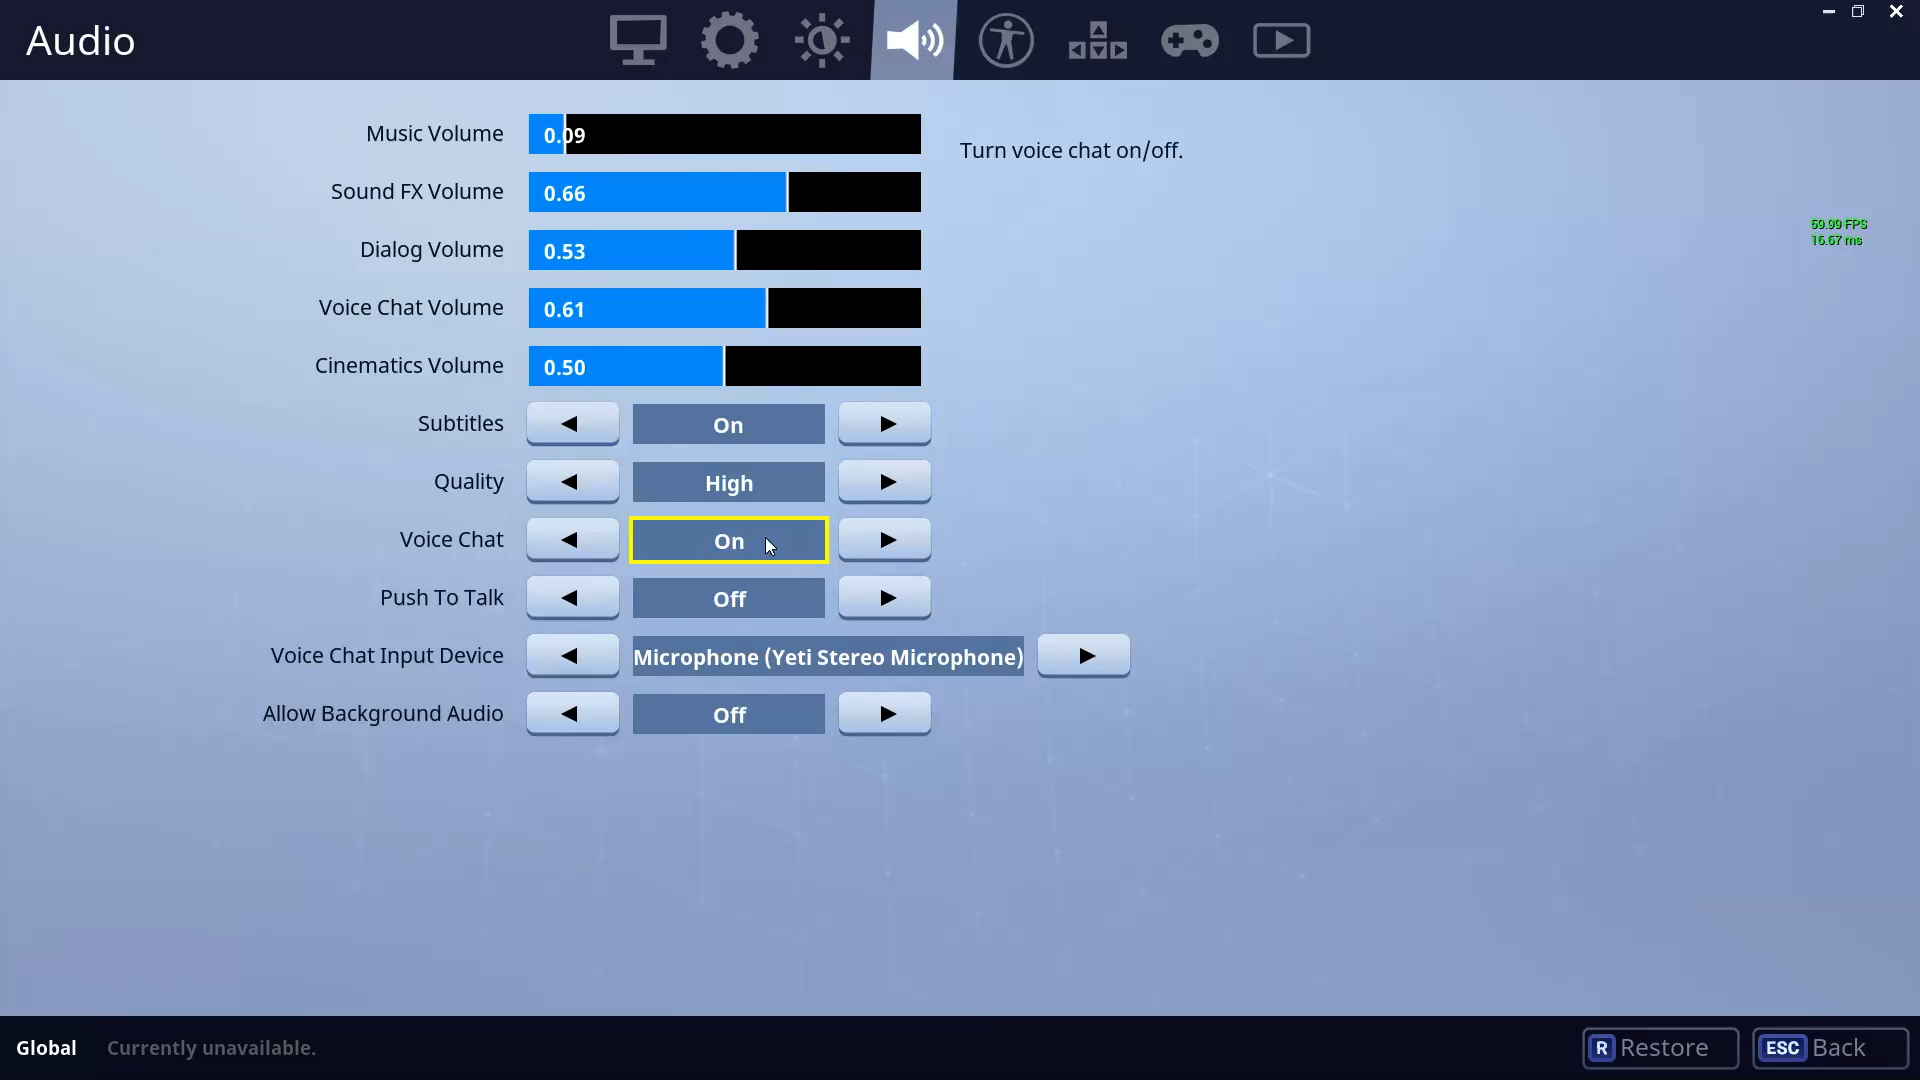 Audio
Music Volume 0.09
Turn voice chat on/off.
Sound FX Volume 0.66
59.99 FPS
16.67 ms
Dialog Volume 0.53
Voice Chat Volume 0.61
Cinematics Volume 0.50
Subtitles On
Quality High
Voice Chat On
Push To Talk Off
Voice Chat Input Device Microphone (Yeti Stereo Microphone)
Allow Background Audio Off
Global Currently unavailable. R Restore ESC Back